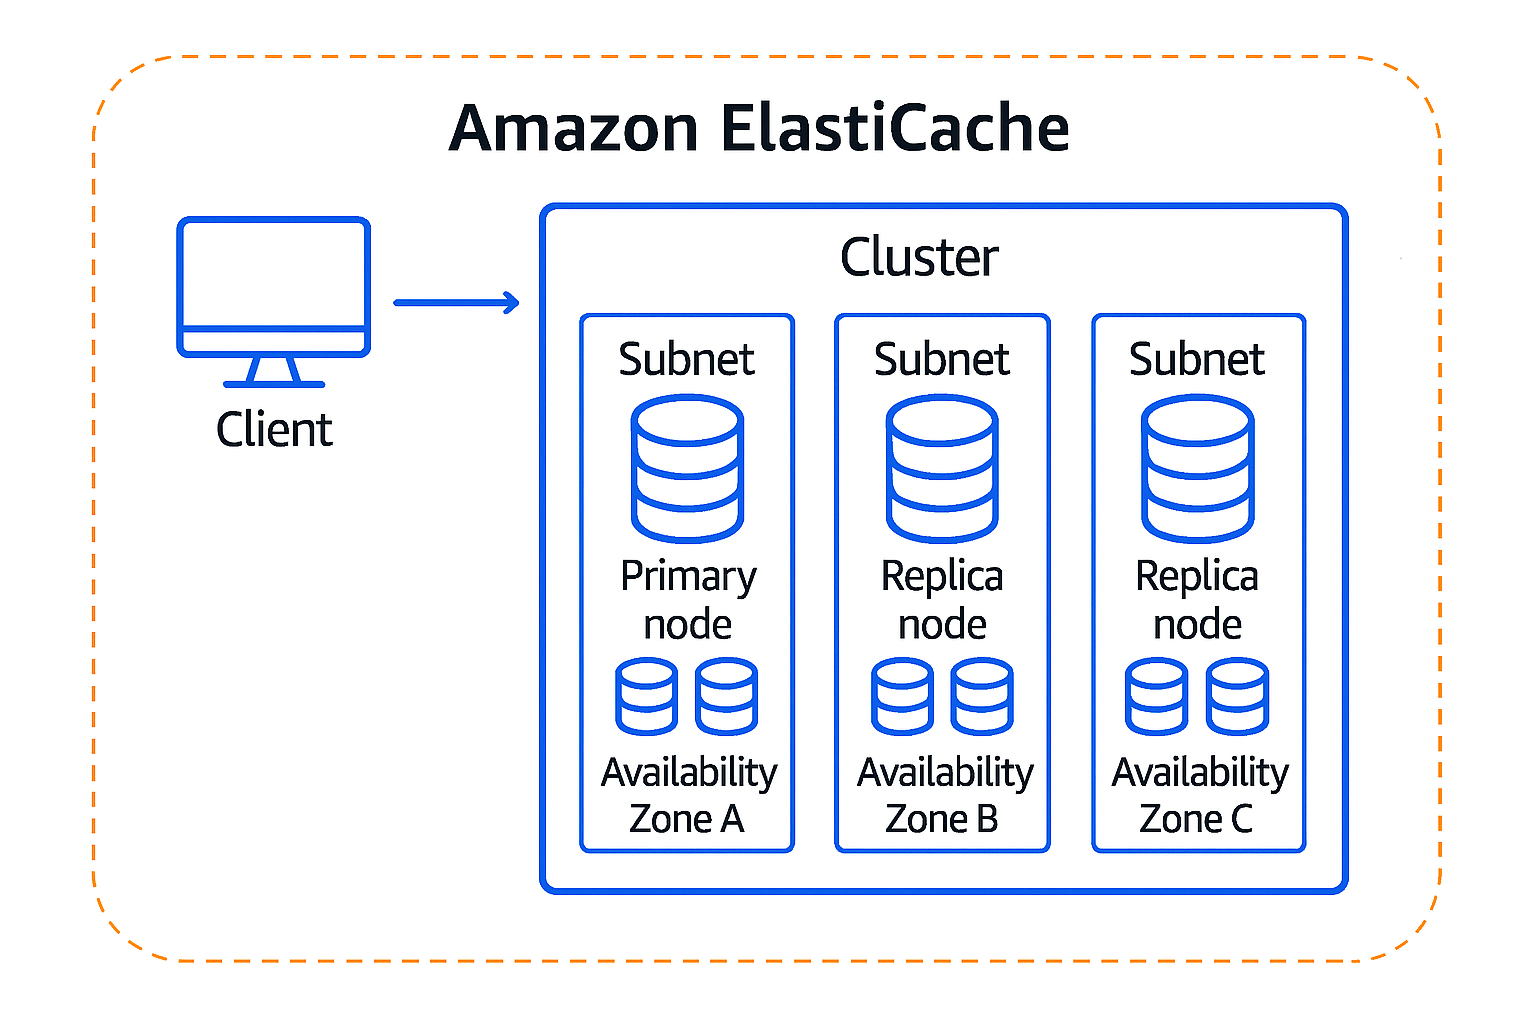 Amazon ElastiCache
Client
Cluster
Subnet
Primary
node
Availability
Zone A
Subnet
Replica
node
Availability
Zone B
Subnet
Replica
node
Availability
Zone C